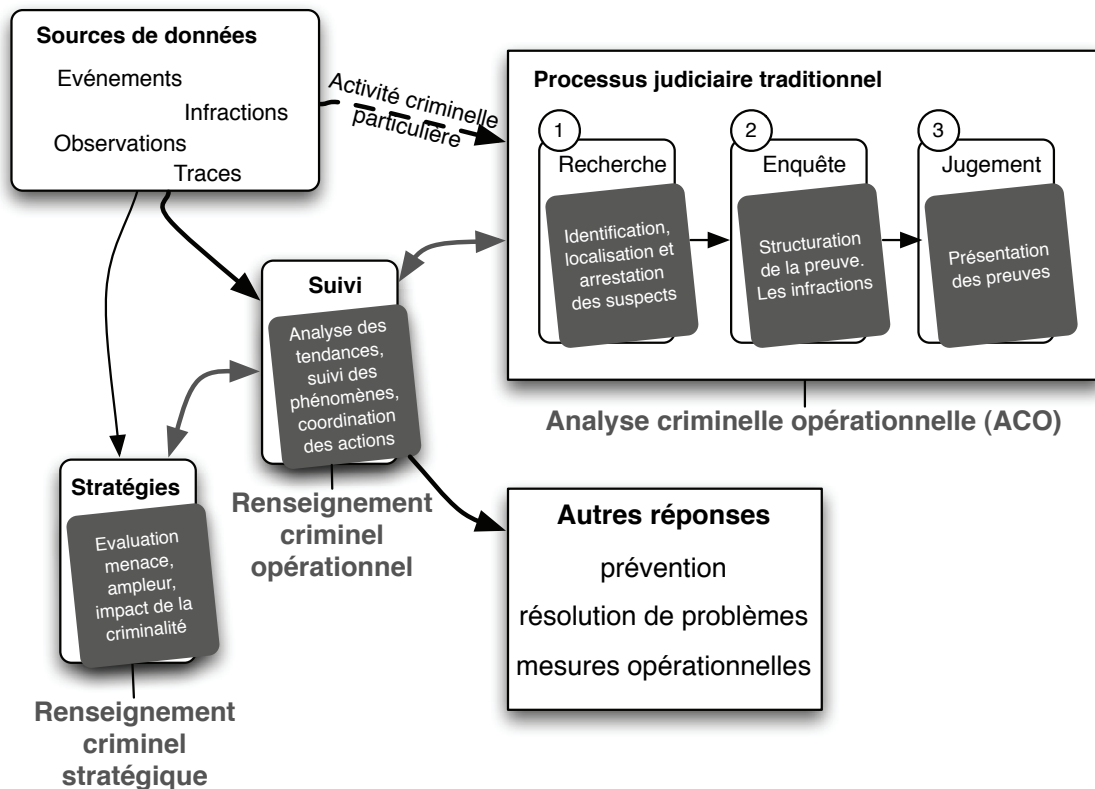 Sources de données
Evénements
Infractions
Observations
Traces
Activité criminelle
particulière
Processus judiciaire traditionnel
1
Recherche
Identification,
localisation et
arrestation
des suspects
2
Enquête
Structuration
de la preuve.
Les infractions
3
Jugement
Présentation
des preuves
Analyse criminelle opérationnelle (ACO)
Suivi
Analyse des
tendances,
suivi des
phénomènes,
coordination
des actions
Renseignement
criminel
opérationnel
Stratégies
Evaluation
menace,
ampleur,
impact de la
criminalité
Renseignement
criminel
stratégique
Autres réponses
prévention
résolution de problèmes
mesures opérationnelles